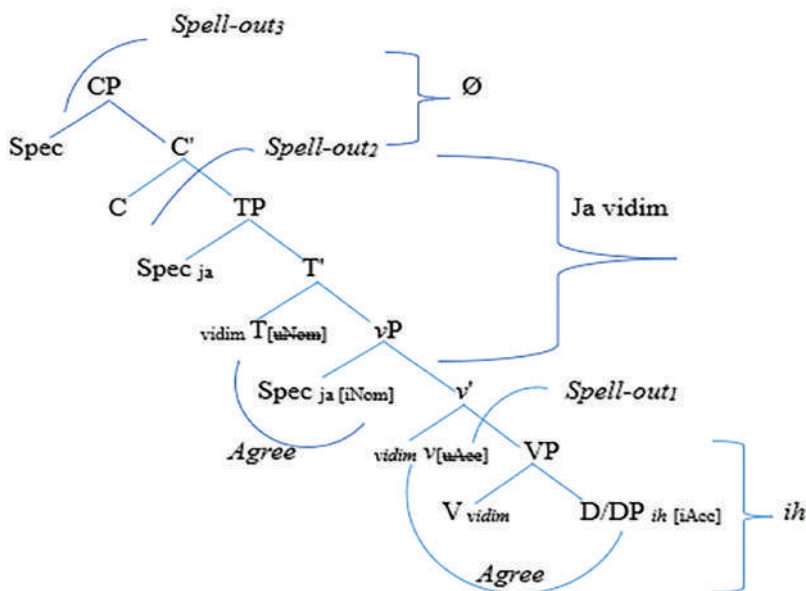 Spell-out₃
CP
Ø
Spec
C'
Spell-out₂
C
TP
Ja vidim
Spec ja
T'
vidim T[uNom]
vP
Spec ja [iNom]
v'
Spell-out₁
Agree
vidim v[uAcc]
VP
V vidim
D/DP ih [iAcc]
ih
Agree